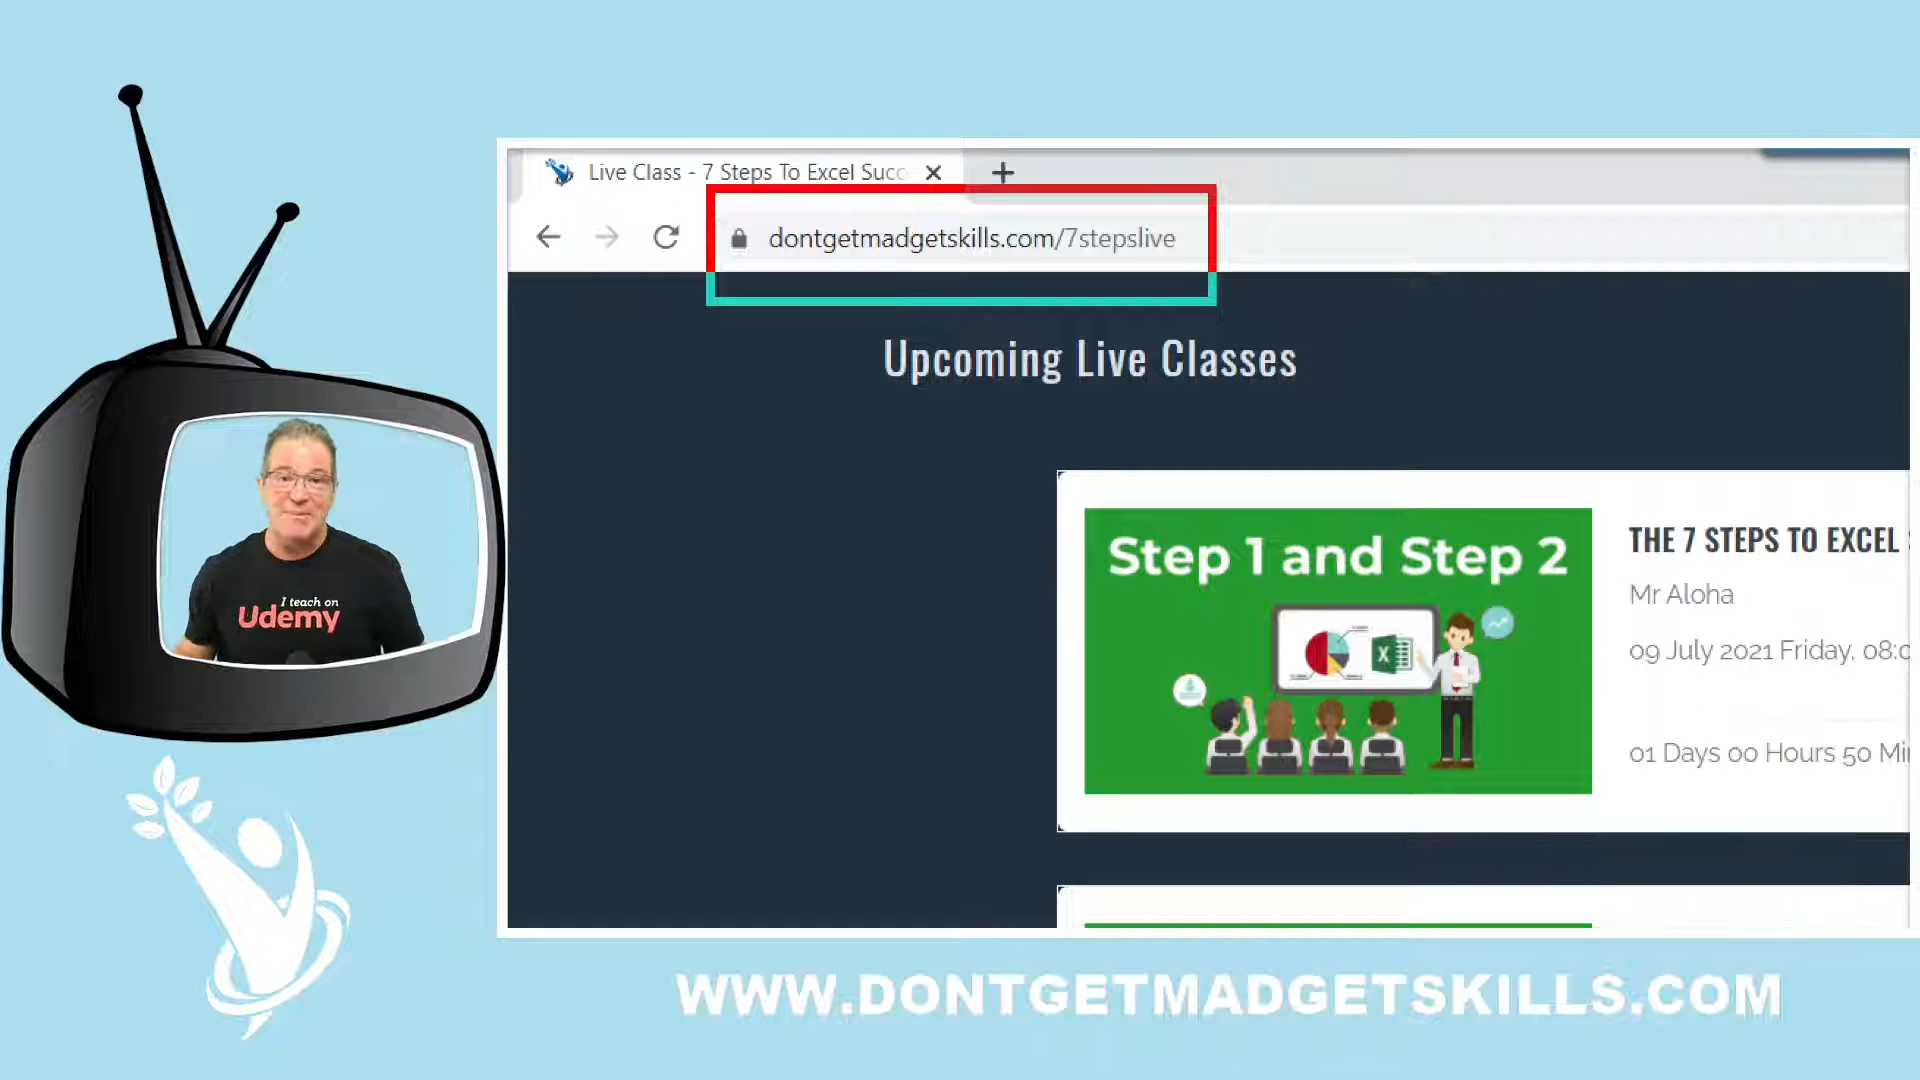 Live Class - 7 Steps To Excel Succ
dontgetmadgetskills.com/7stepslive
Upcoming Live Classes
Step 1 and Step 2
THE 7 STEPS TO EXCEL
Mr Aloha
09 July 2021 Friday, 08:0
01 Days 00 Hours 50 Mi
I teach on
Udemy
WWW.DONTGETMADGETSKILLS.COM